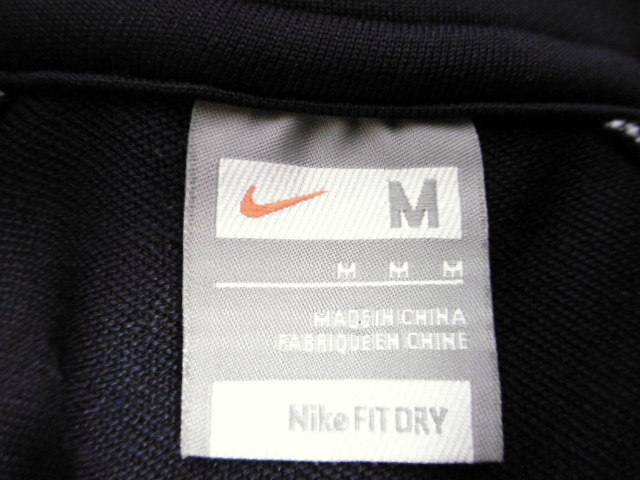 M
M M M
MADE IN CHINA
FABRIQUE EN CHINE
Nike FIT DRY